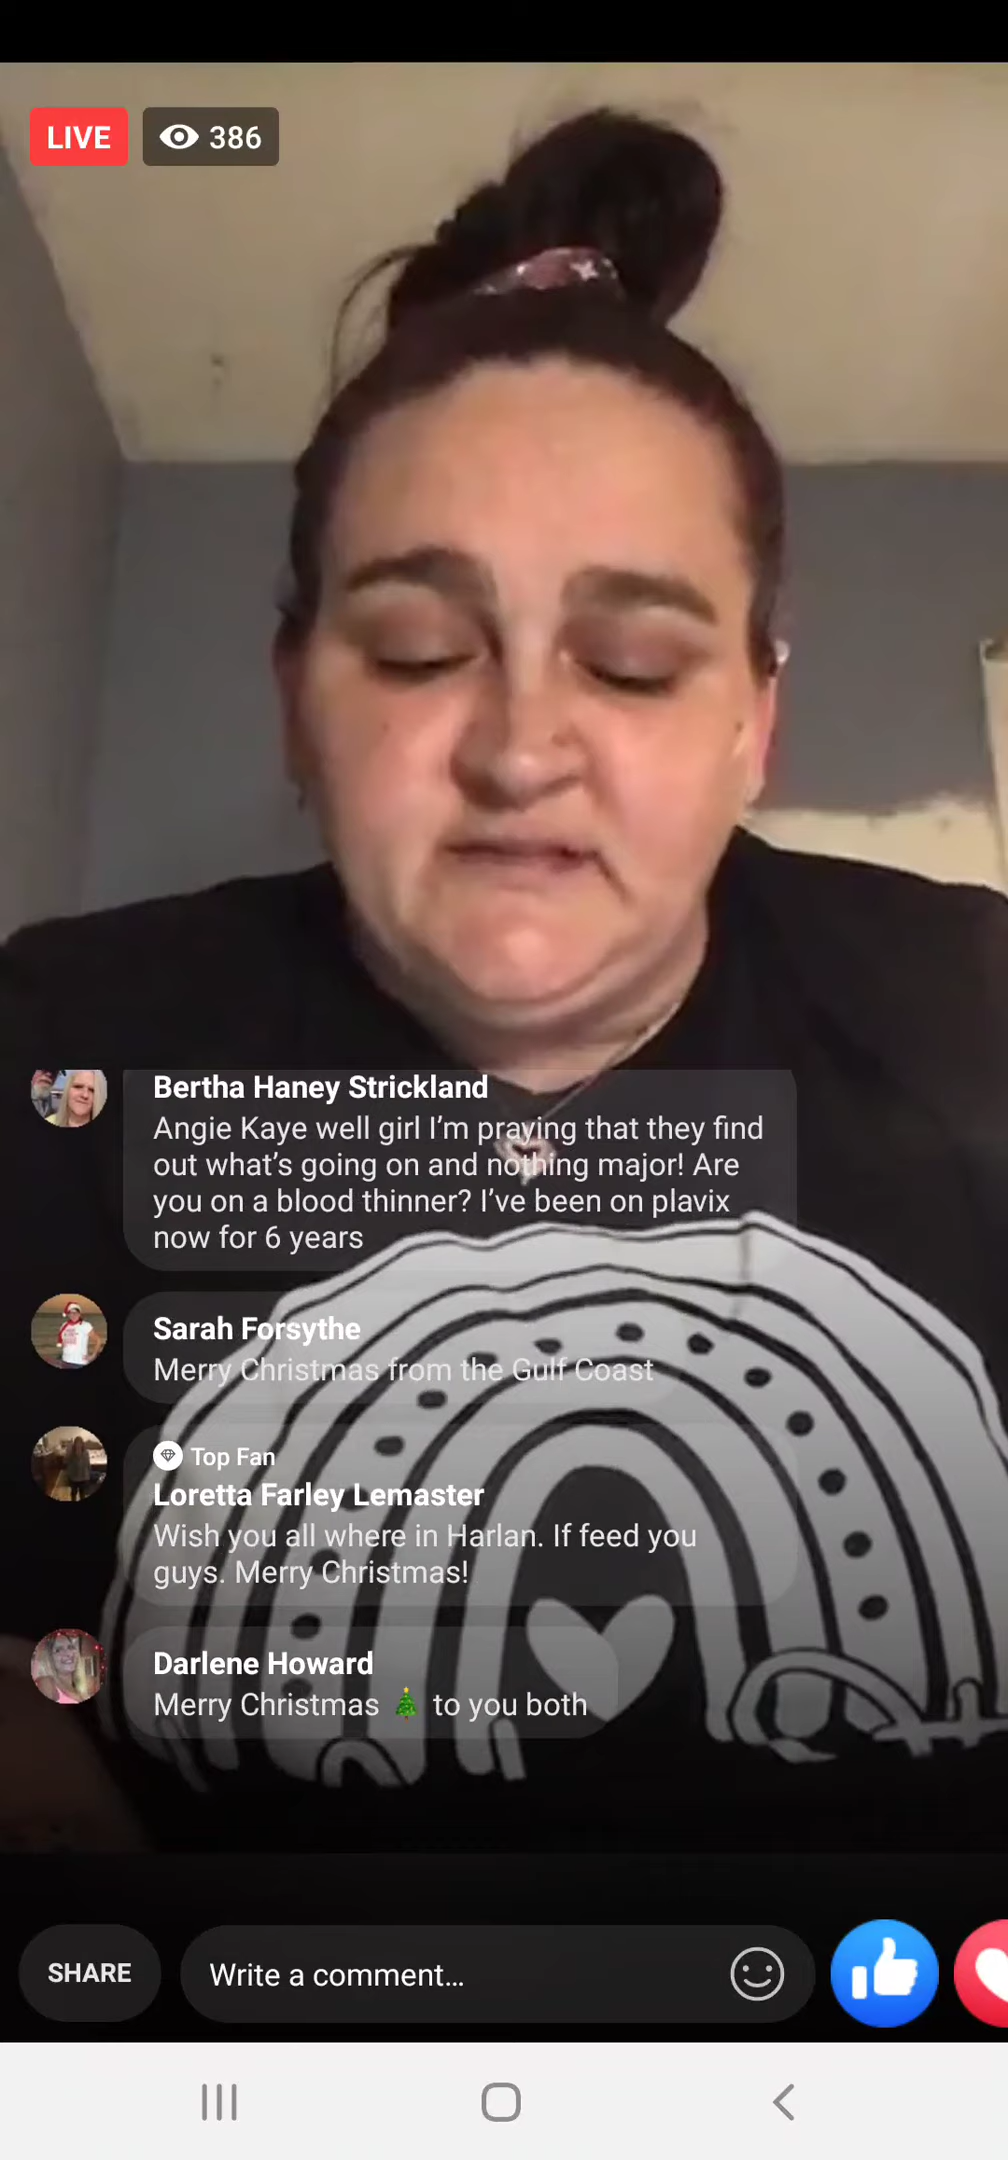 LIVE 386
Bertha Haney Strickland
Angie Kaye well girl I’m praying that they find
out what’s going on and nothing major! Are
you on a blood thinner? I’ve been on plavix
now for 6 years
Sarah Forsythe
Merry Christmas from the Gulf Coast
Top Fan
Loretta Farley Lemaster
Wish you all where in Harlan. If feed you
guys. Merry Christmas!
Darlene Howard
Merry Christmas 🎄 to you both
SHARE
Write a comment...